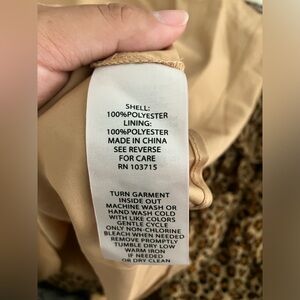 SHELL:
100%POLYESTER
LINING:
100%POLYESTER
MADE IN CHINA
SEE REVERSE
FOR CARE
RN 103715
TURN GARMENT
INSIDE OUT
MACHINE WASH OR
HAND WASH COLD
WITH LIKE COLORS
GENTLE CYCLE
ONLY NON-CHLORINE
BLEACH WHEN NEEDED
REMOVE PROMPTLY
TUMBLE DRY LOW
WARM IRON
IF NEEDED
OR DRY CLEAN